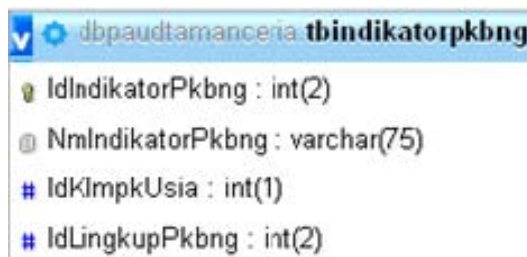 dbpaudtamanceria tbindikatorpkbng
IdIndikatorPkbng : int(2)
NmIndikatorPkbng : varchar(75)
IdKlmpkUsia : int(1)
IdLingkupPkbng : int(2)